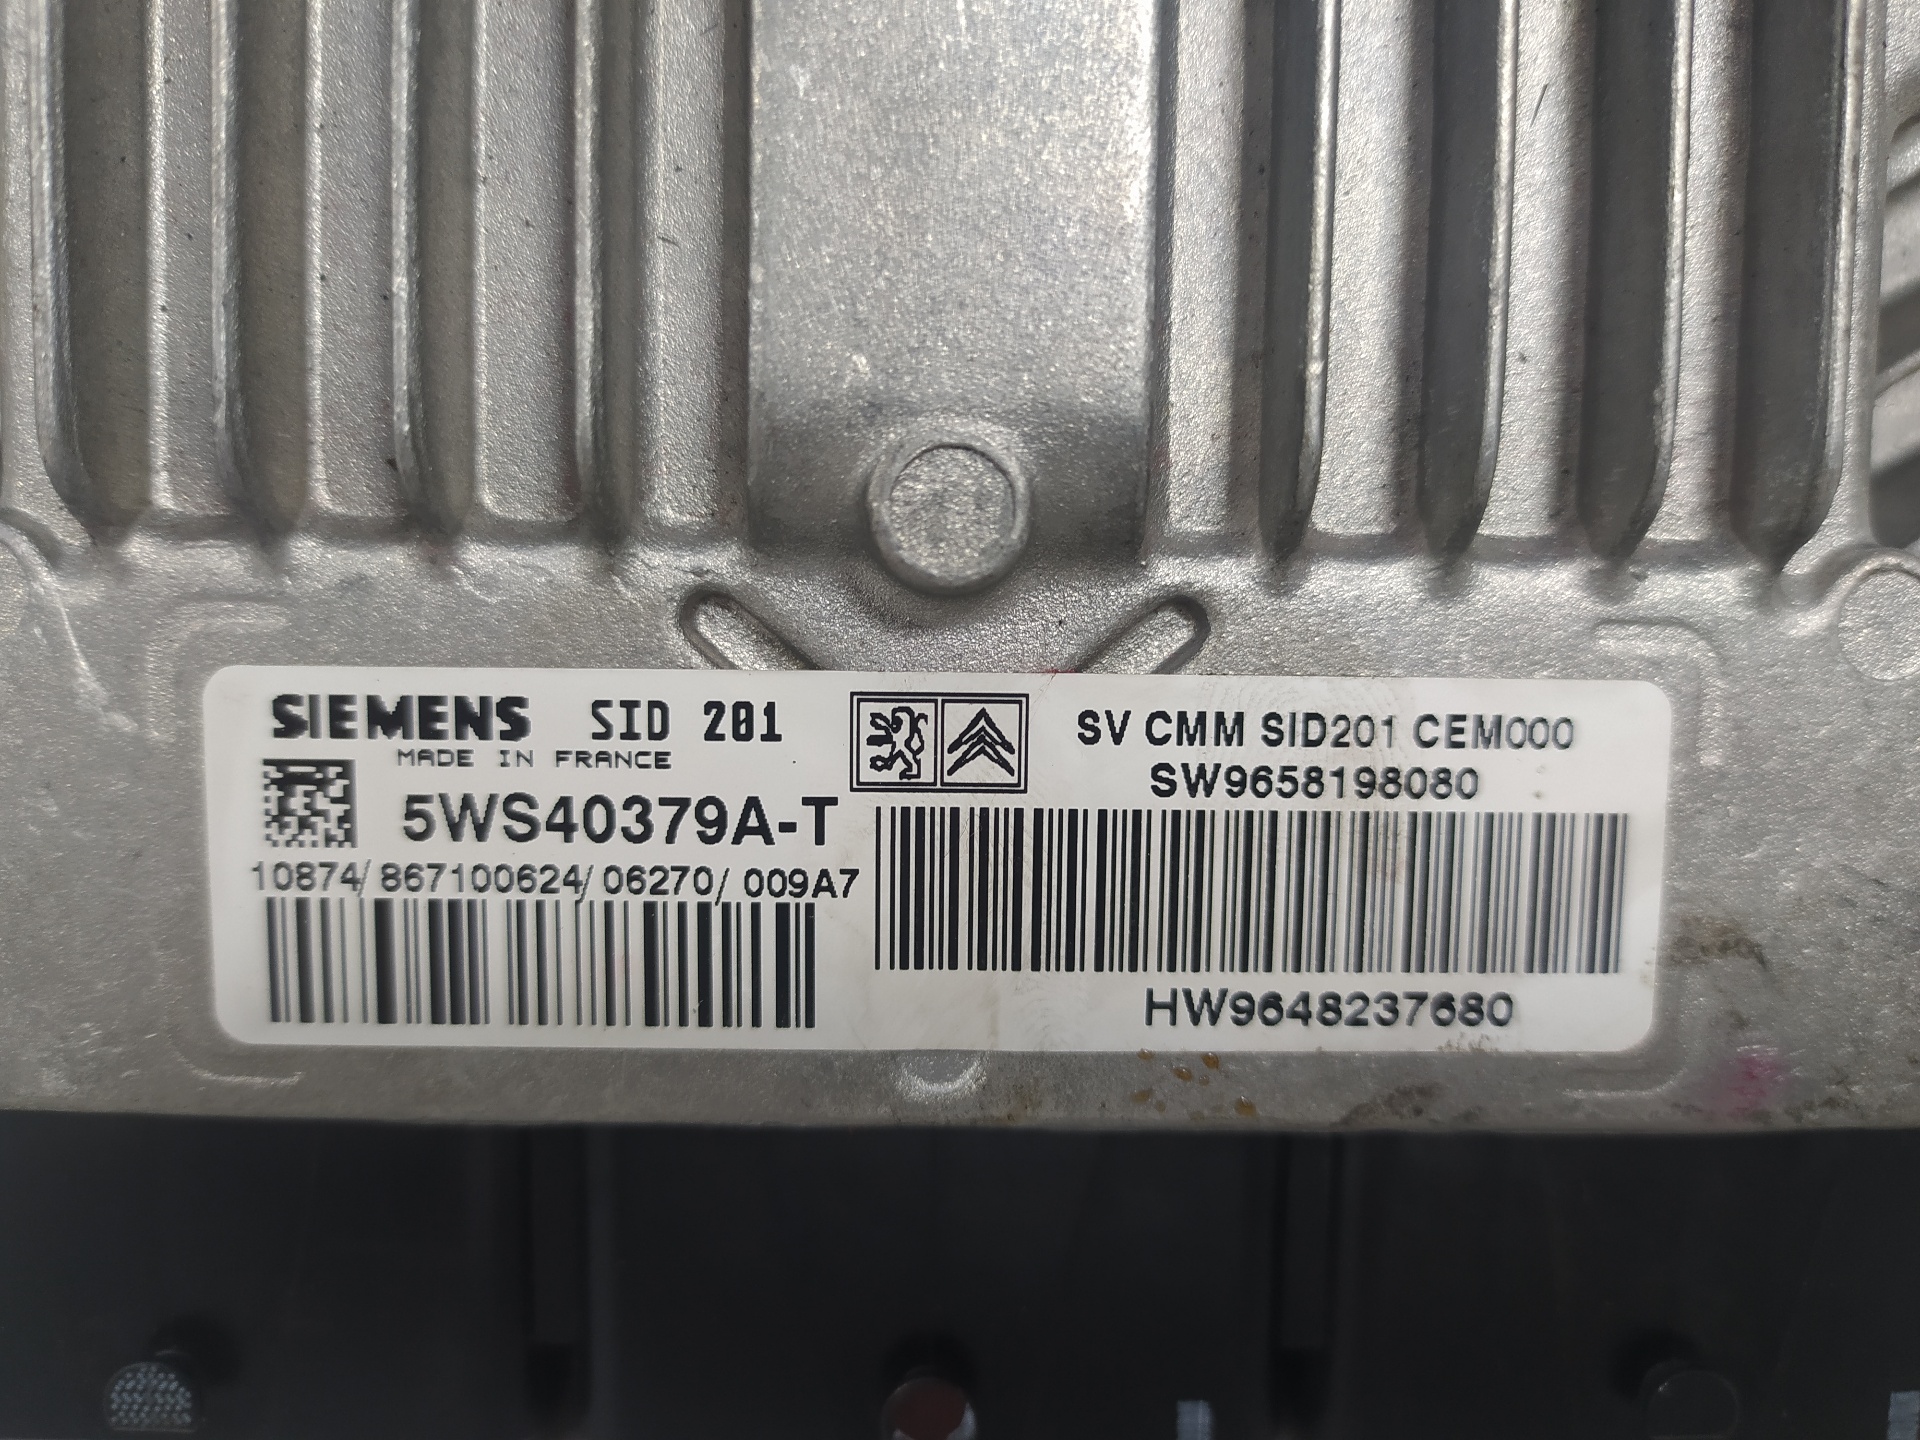 SIEMENS SID 201
MADE IN FRANCE
5WS40379A-T
10874/867100624/06270/009A7
SV CMM SID201 CEM000
SW9658198080
HW9648237680